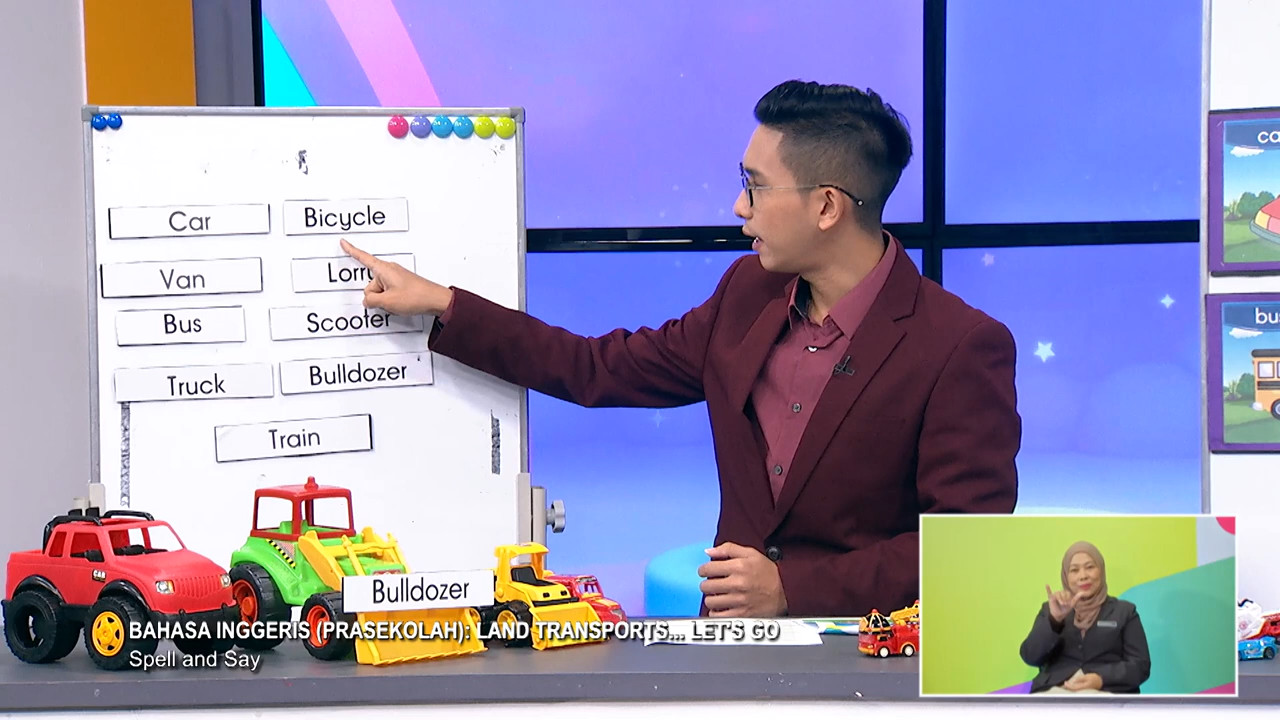 Car
Bicycle
Van
Lorry
Bus
Scooter
Truck
Bulldozer
Train
Bulldozer
BAHASA INGGERIS (PRASEKOLAH): LAND TRANSPORTS... LET'S GO
Spell and Say